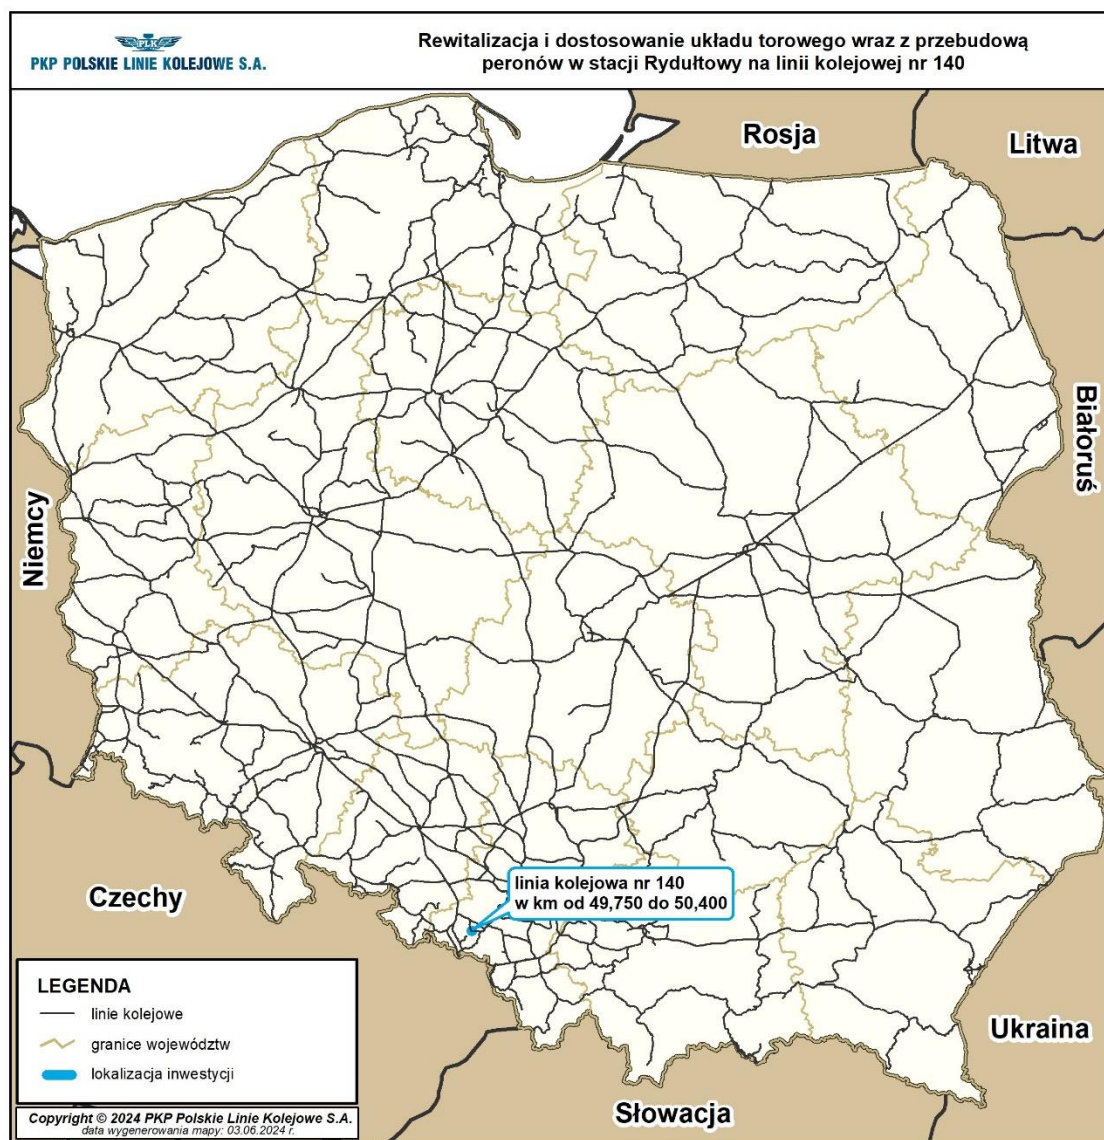 PLK
PKP POLSKIE LINIE KOLEJOWE S.A.
Rewitalizacja i dostosowanie układu torowego wraz z przebudową
peronów w stacji Rydułtowy na linii kolejowej nr 140
Rosja
Litwa
Białoruś
Niemcy
linia kolejowa nr 140
w km od 49,750 do 50,400
Czechy
Ukraina
Słowacja
LEGENDA
linie kolejowe
granice województw
lokalizacja inwestycji
Copyright © 2024 PKP Polskie Linie Kolejowe S.A.
data wygenerowania mapy: 03.06.2024 r.